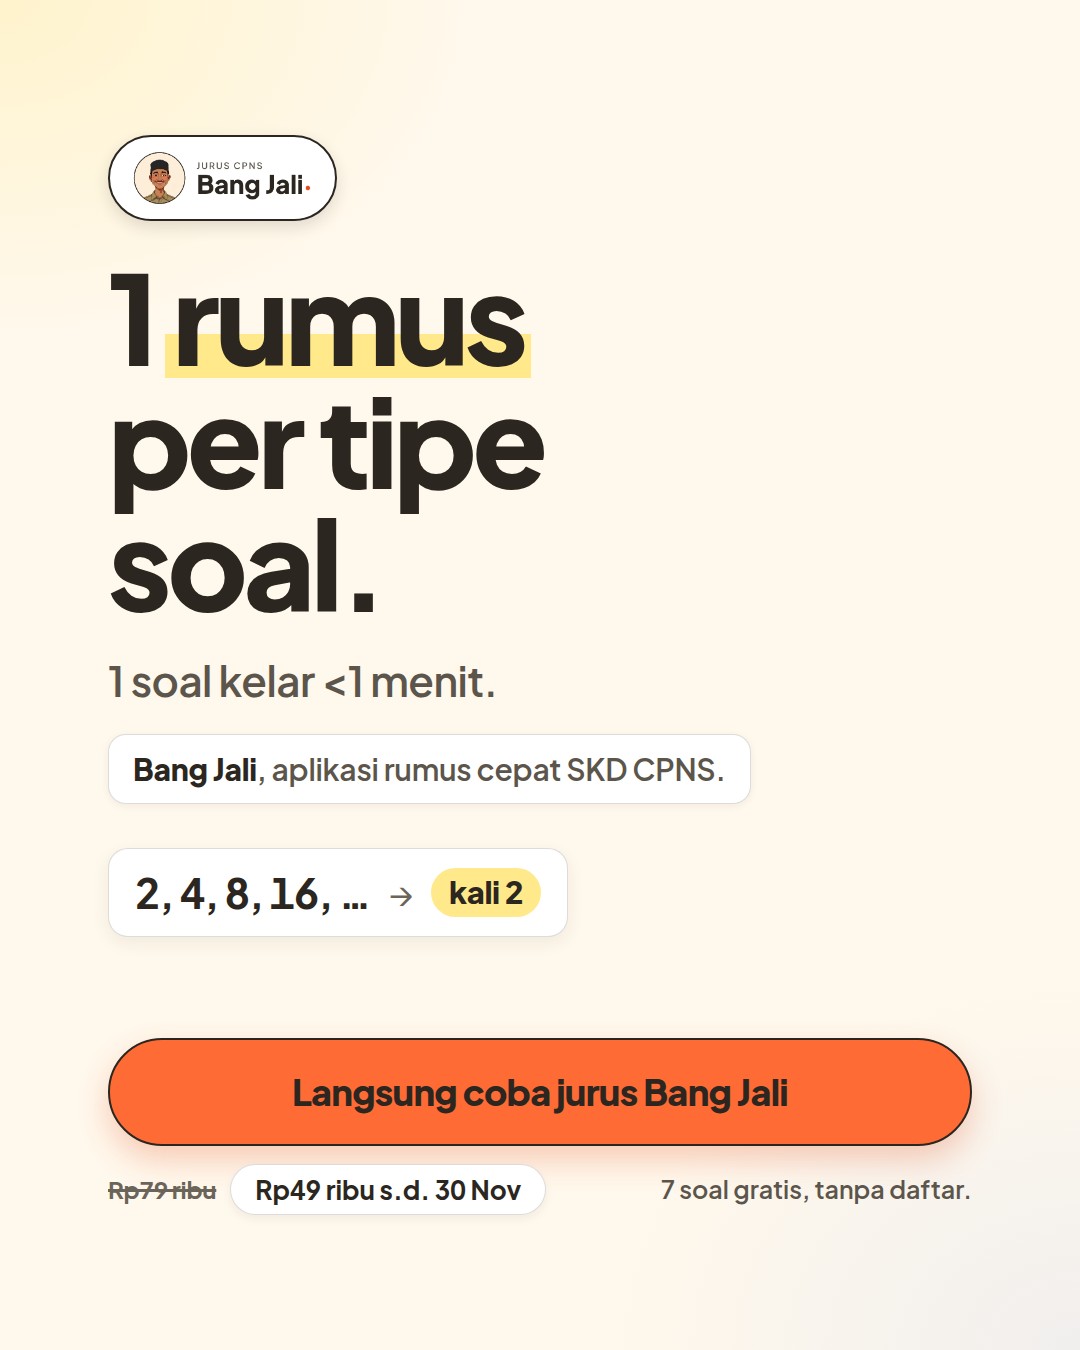 JURUS CPNS
Bang Jali.
1 rumus
per tipe
soal.
1 soal kelar <1 menit.
Bang Jali, aplikasi rumus cepat SKD CPNS.
2, 4, 8, 16, ... → kali 2
Langsung coba jurus Bang Jali
Rp79 ribu Rp49 ribu s.d. 30 Nov 7 soal gratis, tanpa daftar.